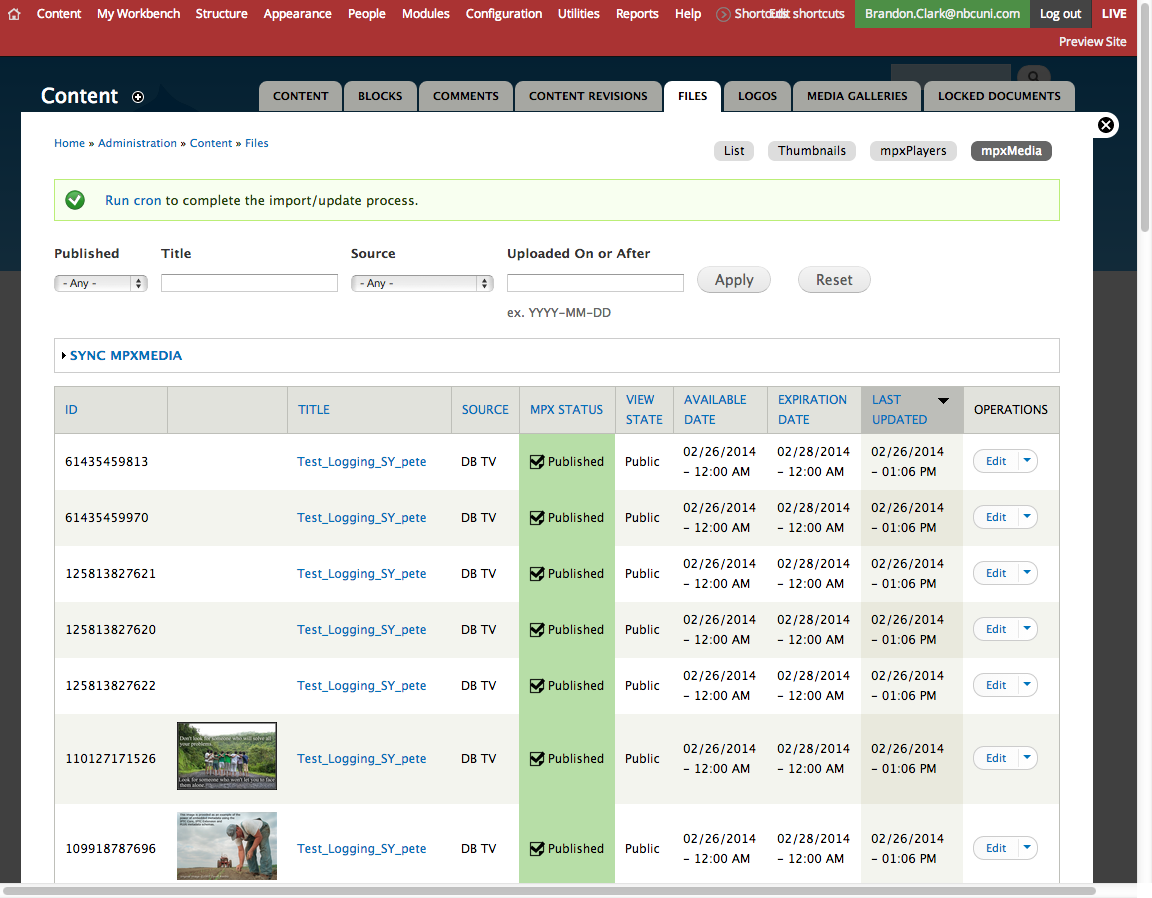 Content My Workbench Structure Appearance People Modules Configuration Utilities Reports Help Shortcuts Edit shortcuts Brandon.Clark@nbcuni.com Log out LIVE
Preview Site
Content
CONTENT BLOCKS COMMENTS CONTENT REVISIONS FILES LOGOS MEDIA GALLERIES LOCKED DOCUMENTS
Home » Administration » Content » Files
List Thumbnails mpxPlayers mpxMedia
Run cron to complete the import/update process.
Published Title Source Uploaded On or After
- Any - - Any - Apply Reset
ex. YYYY-MM-DD
SYNC MPXMEDIA
ID TITLE SOURCE MPX STATUS VIEW STATE AVAILABLE DATE EXPIRATION DATE LAST UPDATED OPERATIONS
61435459813 Test_Logging_SY_pete DB TV Published Public 02/26/2014 - 12:00 AM 02/28/2014 - 12:00 AM 02/26/2014 - 01:06 PM Edit
61435459970 Test_Logging_SY_pete DB TV Published Public 02/26/2014 - 12:00 AM 02/28/2014 - 12:00 AM 02/26/2014 - 01:06 PM Edit
125813827621 Test_Logging_SY_pete DB TV Published Public 02/26/2014 - 12:00 AM 02/28/2014 - 12:00 AM 02/26/2014 - 01:06 PM Edit
125813827620 Test_Logging_SY_pete DB TV Published Public 02/26/2014 - 12:00 AM 02/28/2014 - 12:00 AM 02/26/2014 - 01:06 PM Edit
125813827622 Test_Logging_SY_pete DB TV Published Public 02/26/2014 - 12:00 AM 02/28/2014 - 12:00 AM 02/26/2014 - 01:06 PM Edit
Don't look for someone who will solve all
your problems.
Look for someone who won't let you to face
them alone.
110127171526 Test_Logging_SY_pete DB TV Published Public 02/26/2014 - 12:00 AM 02/28/2014 - 12:00 AM 02/26/2014 - 01:06 PM Edit
109918787696 Test_Logging_SY_pete DB TV Published Public 02/26/2014 - 12:00 AM 02/28/2014 - 12:00 AM 02/26/2014 - 01:06 PM Edit